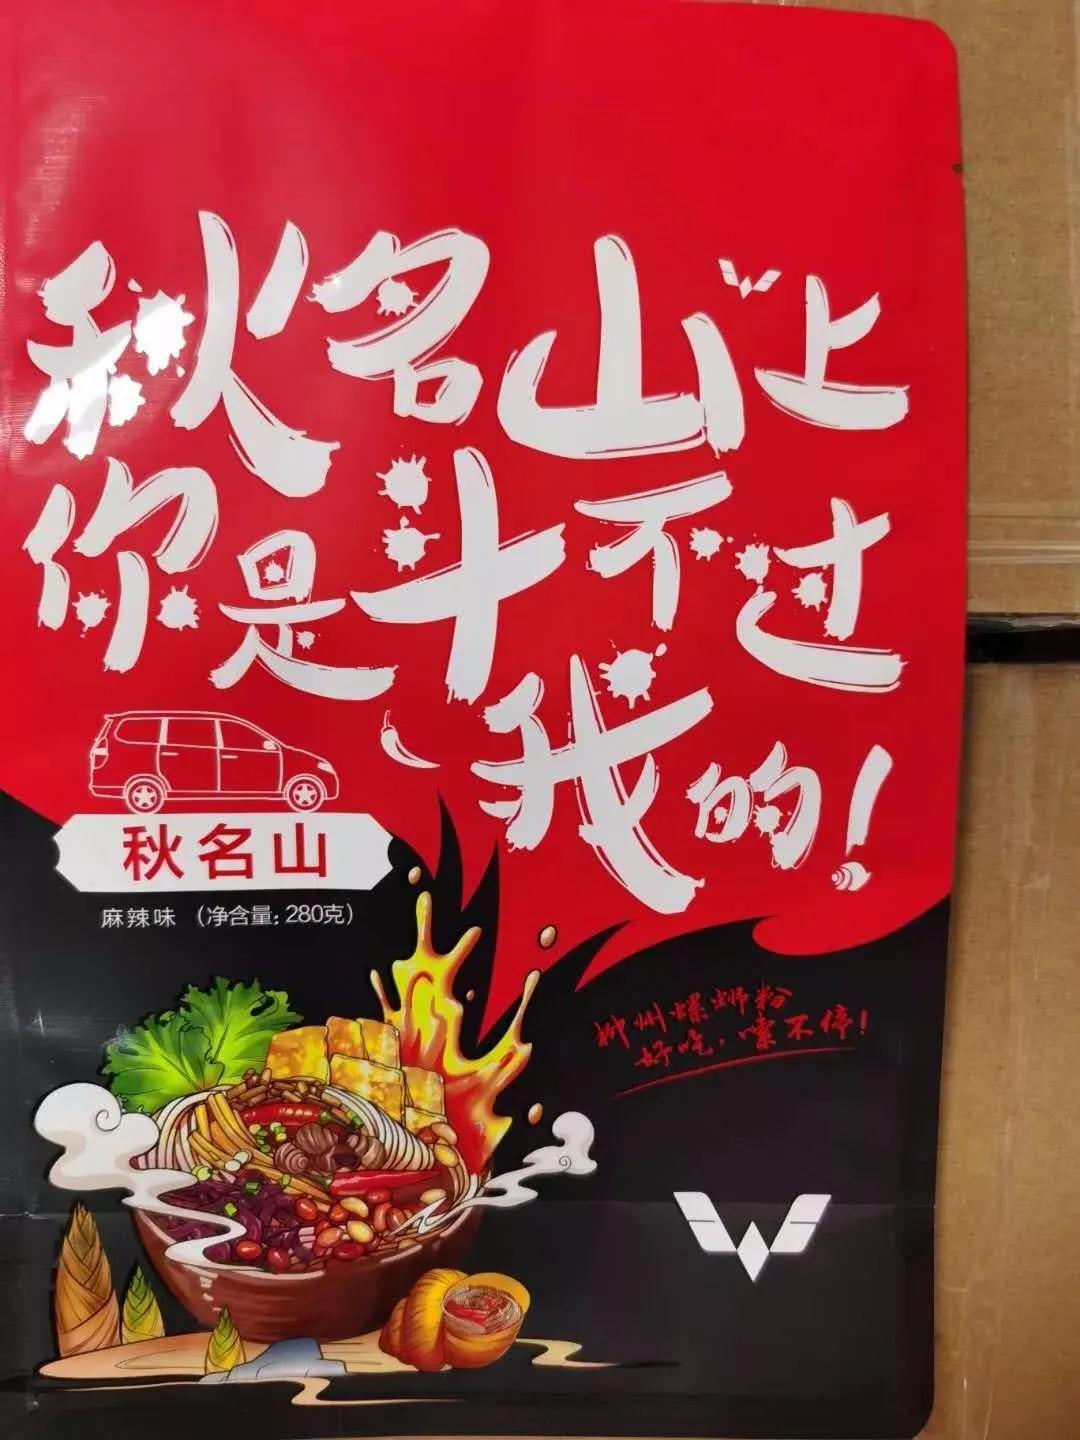 秋名山上
你是斗不过
我的!
秋名山
麻辣味 (净含量:280克)
柳州螺蛳粉
好吃,嗦不停!